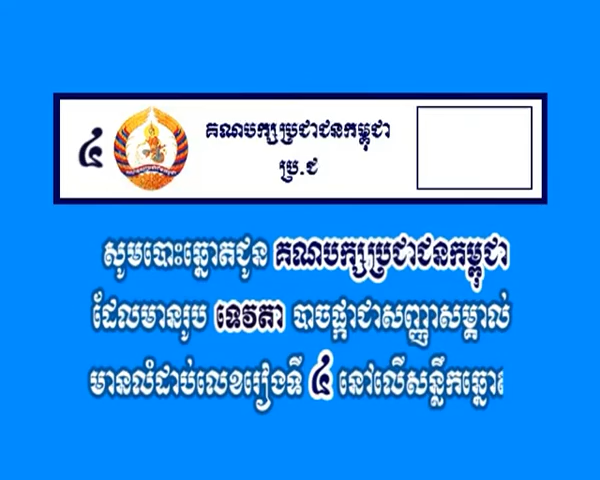 ៤ គណបក្សប្រជាជនកម្ពុជា
ប្រ.ជ
សូមបោះឆ្នោតជូន គណបក្សប្រជាជនកម្ពុជា
ដែលមានរូប ទេវតា បាចផ្កាជាសញ្ញាសម្គាល់
មានលំដាប់លេខរៀងទី ៤ នៅលើសន្លឹកឆ្នោត